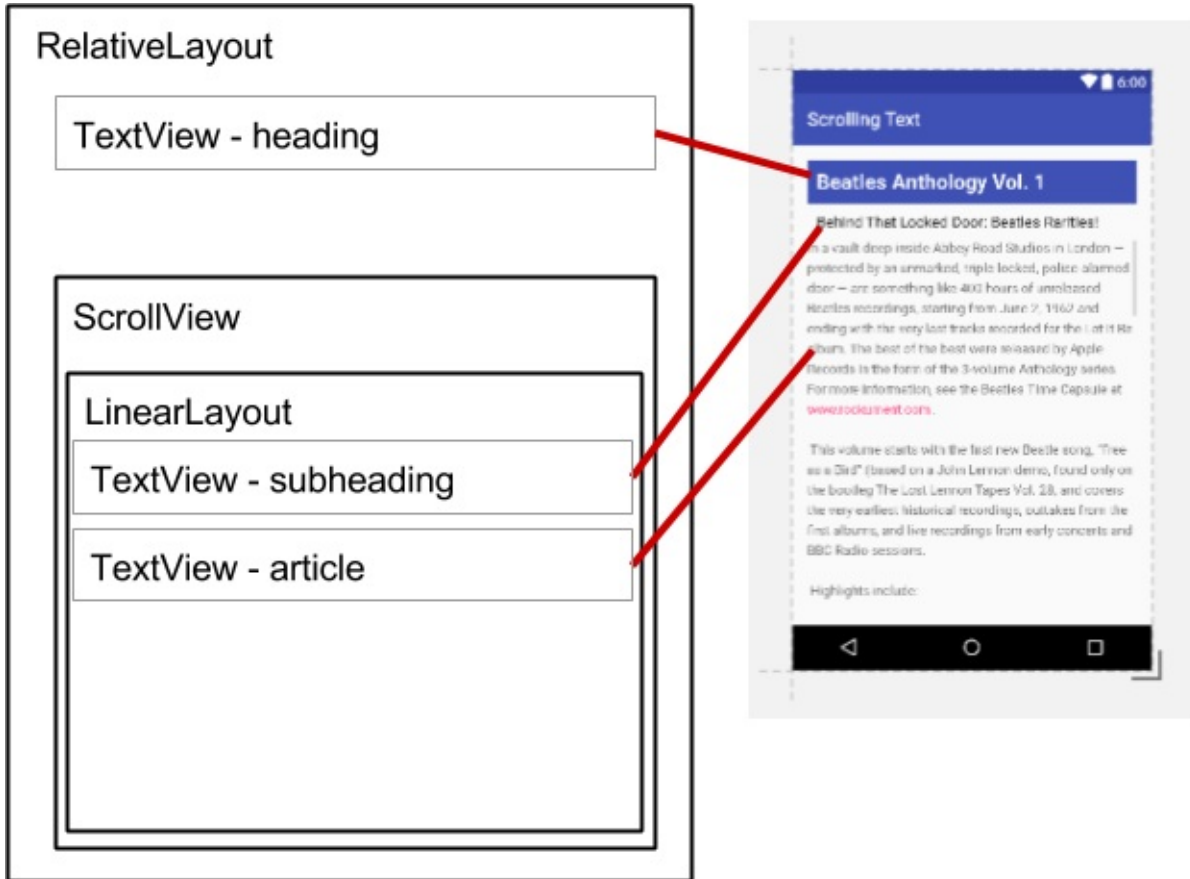 RelativeLayout
TextView - heading
ScrollView
LinearLayout
TextView - subheading
TextView - article
6:00
Scrolling Text
Beatles Anthology Vol. 1
Behind That Locked Door: Beatles Rarities!
In a vault deep inside Abbey Road Studios in London —
protected by an unmarked, triple locked, police-alarmed
door — are something like 400 hours of unreleased
Beatles recordings, starting from June 2, 1962 and
ending with the very last tracks recorded for the Let It Be
album. The best of the best were released by Apple
Records in the form of the 3-volume Anthology series.
For more information, see the Beatles Time Capsule at
www.rockument.com.
This volume starts with the first new Beatle song, "Free
as a Bird" (based on a John Lennon demo, found only on
the bootleg The Lost Lennon Tapes Vol. 28, and covers
the very earliest historical recordings, outtakes from the
first albums, and live recordings from early concerts and
BBC Radio sessions.
Highlights include: